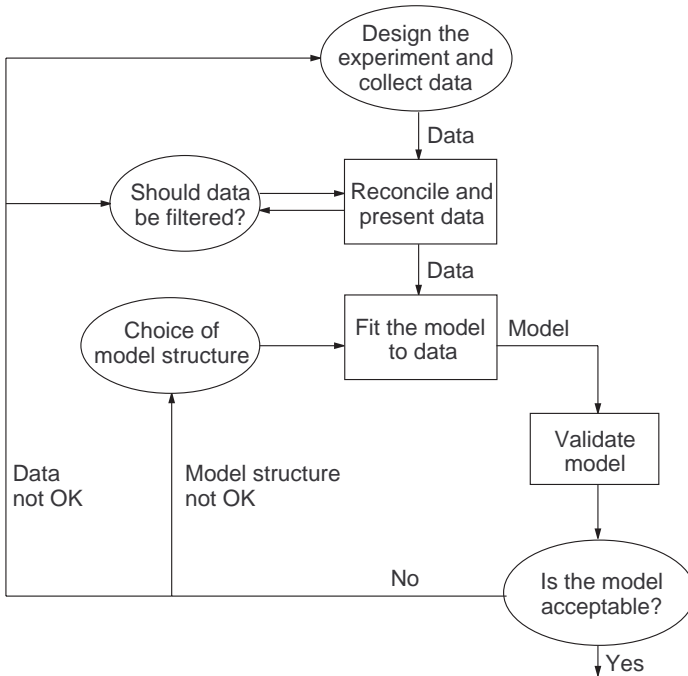 Design the
experiment and
collect data
Data
Should data
be filtered?
Reconcile and
present data
Data
Choice of
model structure
Fit the model
to data
Model
Validate
model
Data
not OK
Model structure
not OK
No
Is the model
acceptable?
Yes